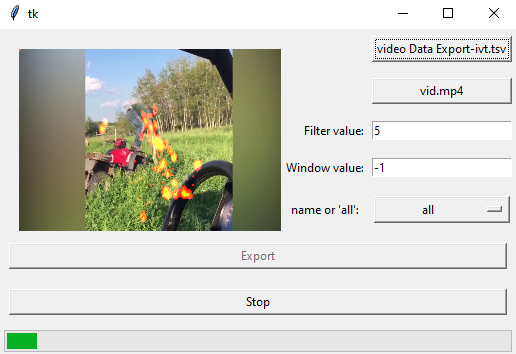 tk
video Data Export-ivt.tsv
vid.mp4
Filter value: 5
Window value: -1
name or 'all': all
Export
Stop